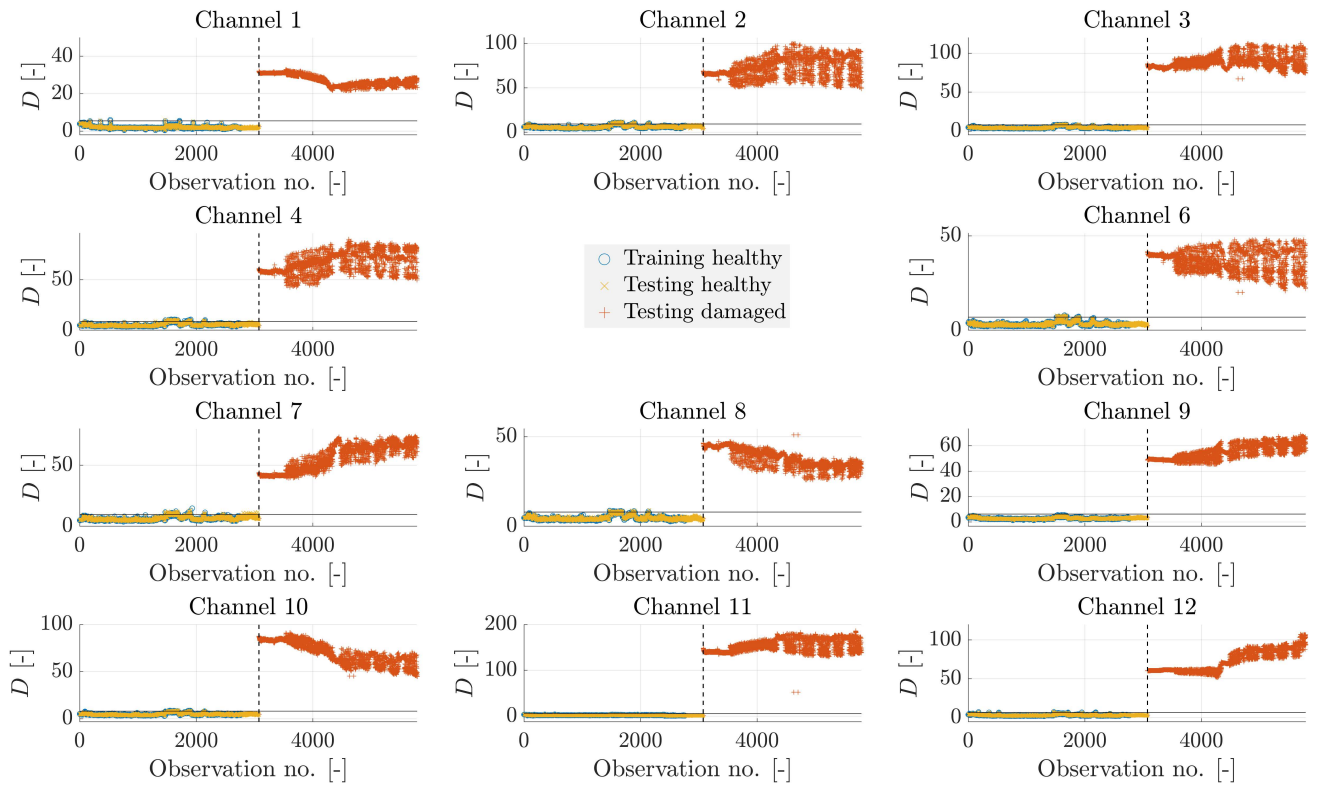 Channel 1
D [-]
40
20
0
0 2000 4000
Observation no. [-]
Channel 2
D [-]
100
50
0
0 2000 4000
Observation no. [-]
Channel 3
D [-]
100
50
0
0 2000 4000
Observation no. [-]
Channel 4
D [-]
50
0
0 2000 4000
Observation no. [-]
Training healthy
Testing healthy
Testing damaged
Channel 6
D [-]
50
0
0 2000 4000
Observation no. [-]
Channel 7
D [-]
50
0
0 2000 4000
Observation no. [-]
Channel 8
D [-]
50
0
0 2000 4000
Observation no. [-]
Channel 9
D [-]
60
40
20
0
0 2000 4000
Observation no. [-]
Channel 10
D [-]
100
50
0
0 2000 4000
Observation no. [-]
Channel 11
D [-]
200
100
0
0 2000 4000
Observation no. [-]
Channel 12
D [-]
100
50
0
0 2000 4000
Observation no. [-]